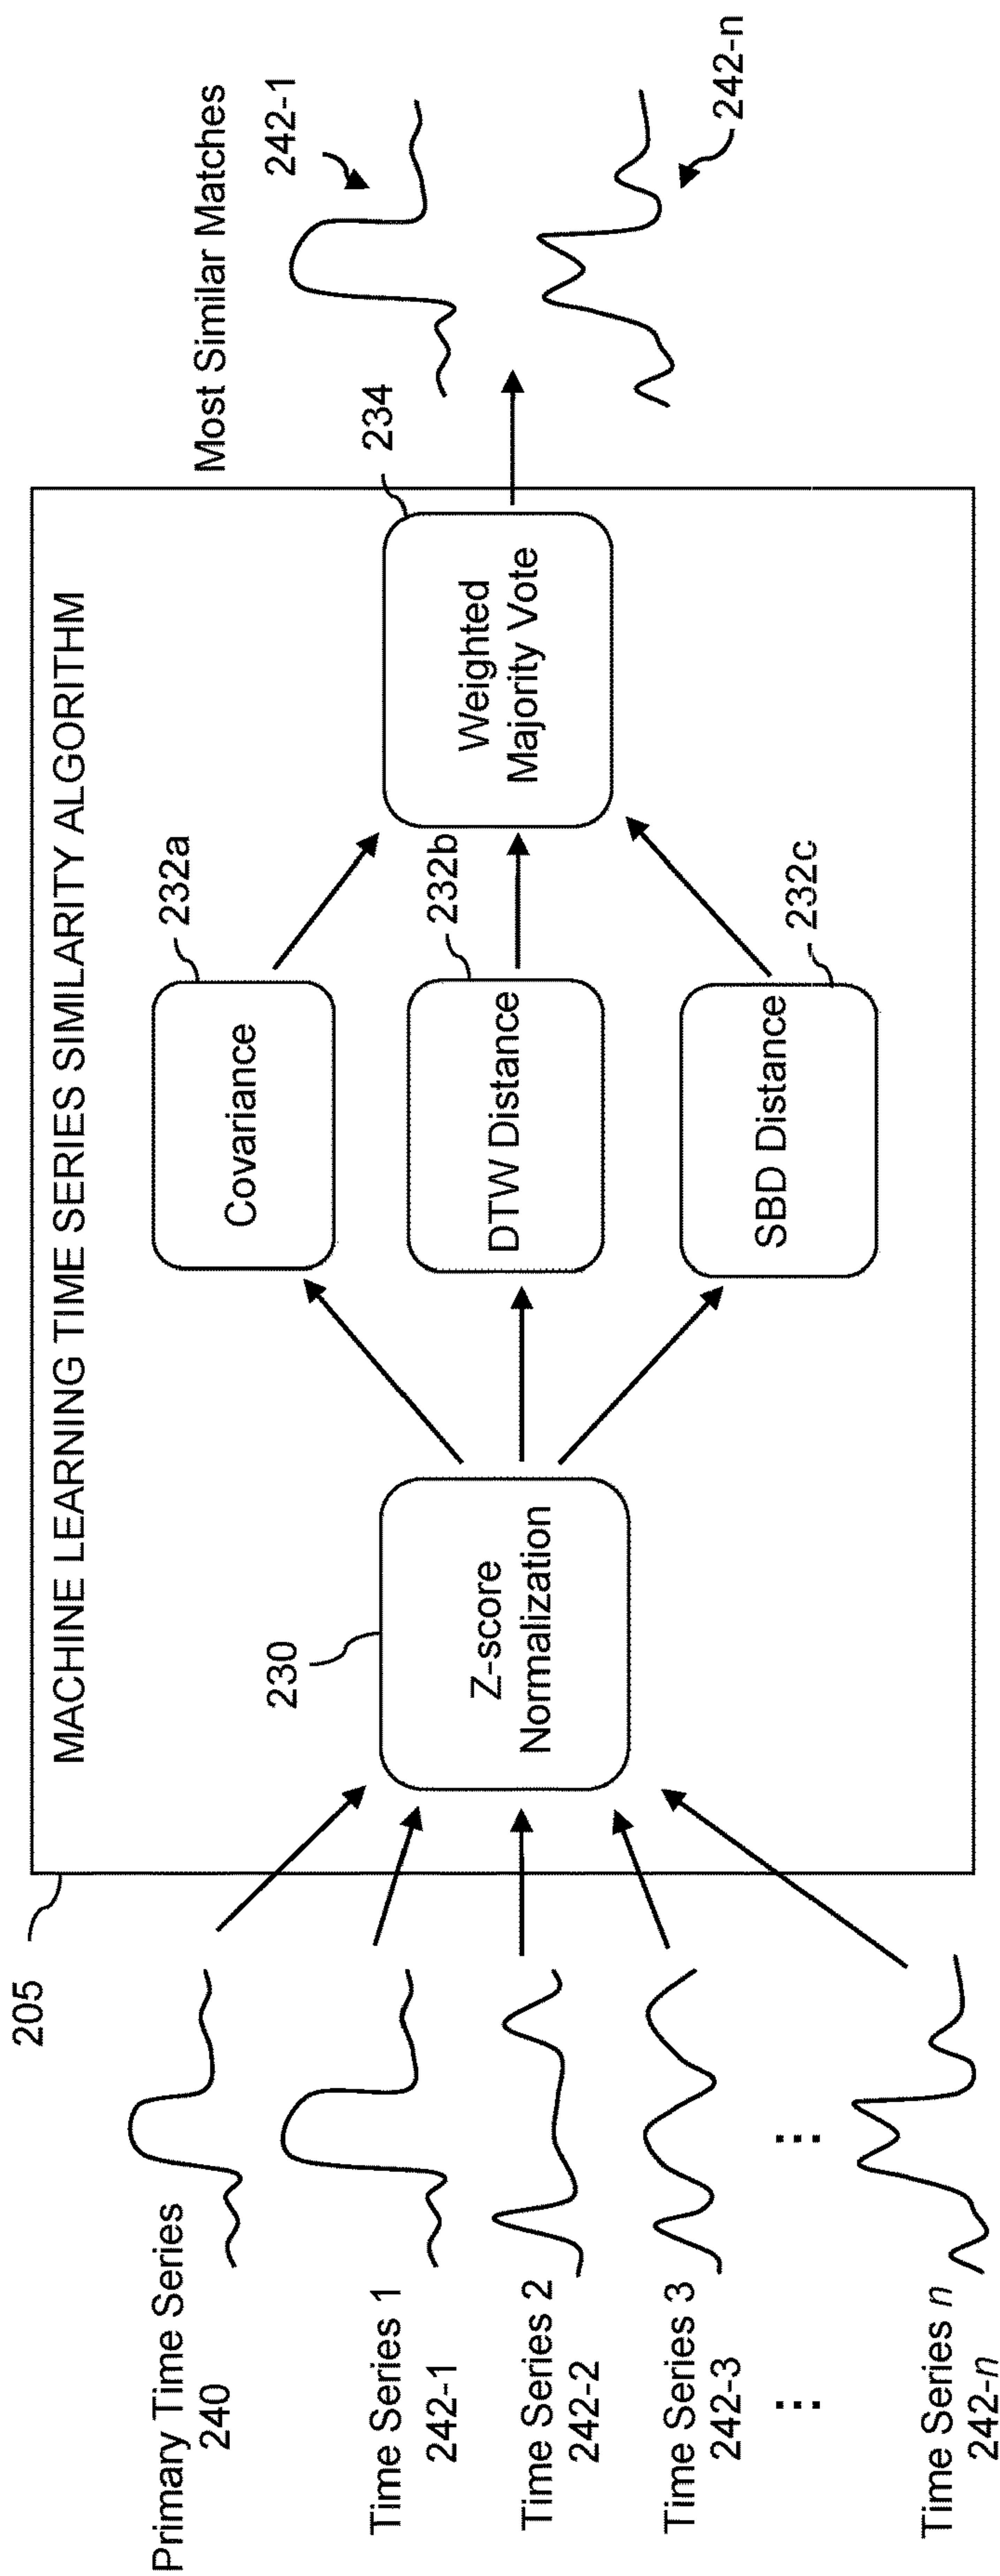 205
MACHINE LEARNING TIME SERIES SIMILARITY ALGORITHM
Primary Time Series
240
Time Series 1
242-1
Time Series 2
242-2
Time Series 3
242-3
⋮
⋮
Time Series n
242-n
230
Z-score
Normalization
232a
Covariance
232b
DTW Distance
232c
SBD Distance
234
Weighted
Majority Vote
Most Similar Matches
242-1
242-n